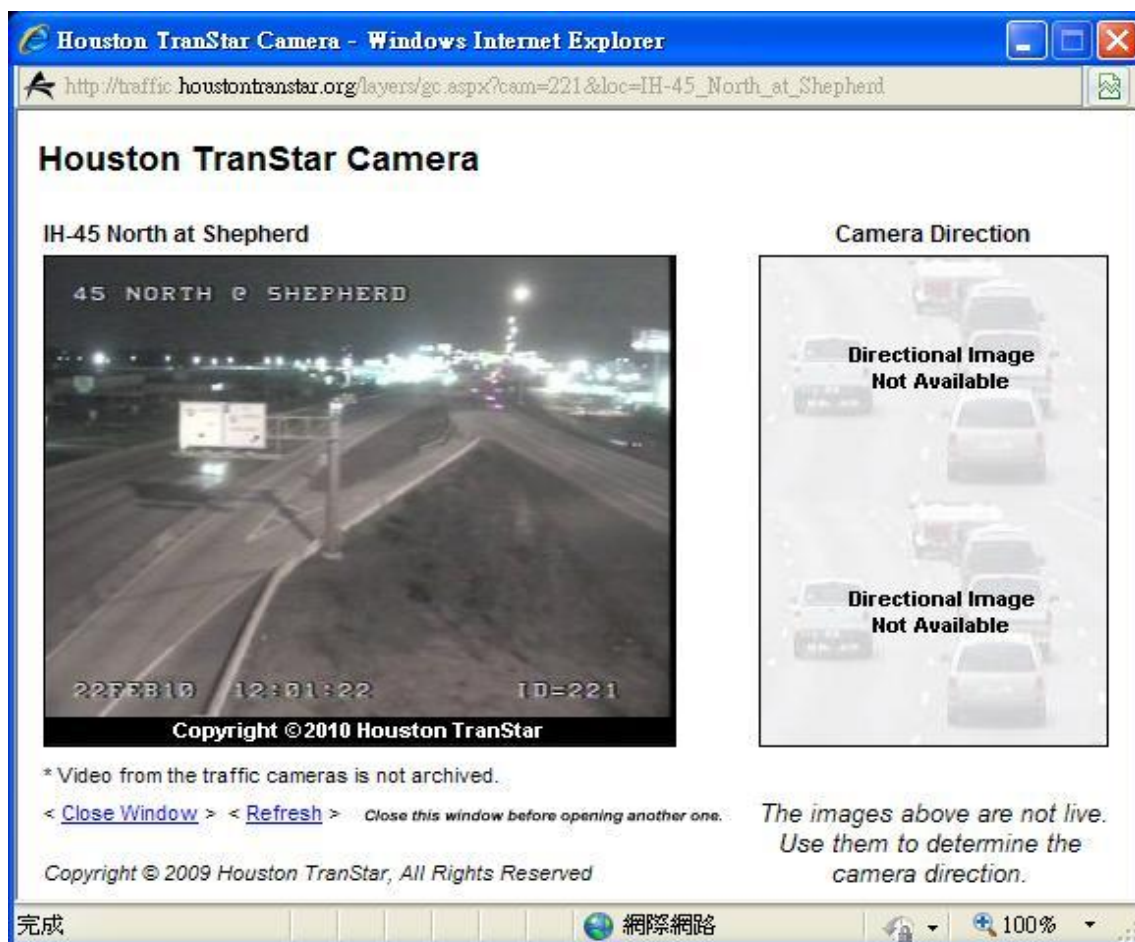 Houston TranStar Camera - Windows Internet Explorer
http://traffic.houstontranstar.org/layers/gc.aspx?cam=221&loc=IH-45_North_at_Shepherd
Houston TranStar Camera
IH-45 North at Shepherd
45 NORTH @ SHEPHERD
22FEB10 12:01:22 ID=221
Copyright ©2010 Houston TranStar
Camera Direction
Directional Image
Not Available
Directional Image
Not Available
* Video from the traffic cameras is not archived.
< Close Window > < Refresh > Close this window before opening another one.
The images above are not live.
Use them to determine the
camera direction.
Copyright © 2009 Houston TranStar, All Rights Reserved
完成 網際網路 100%